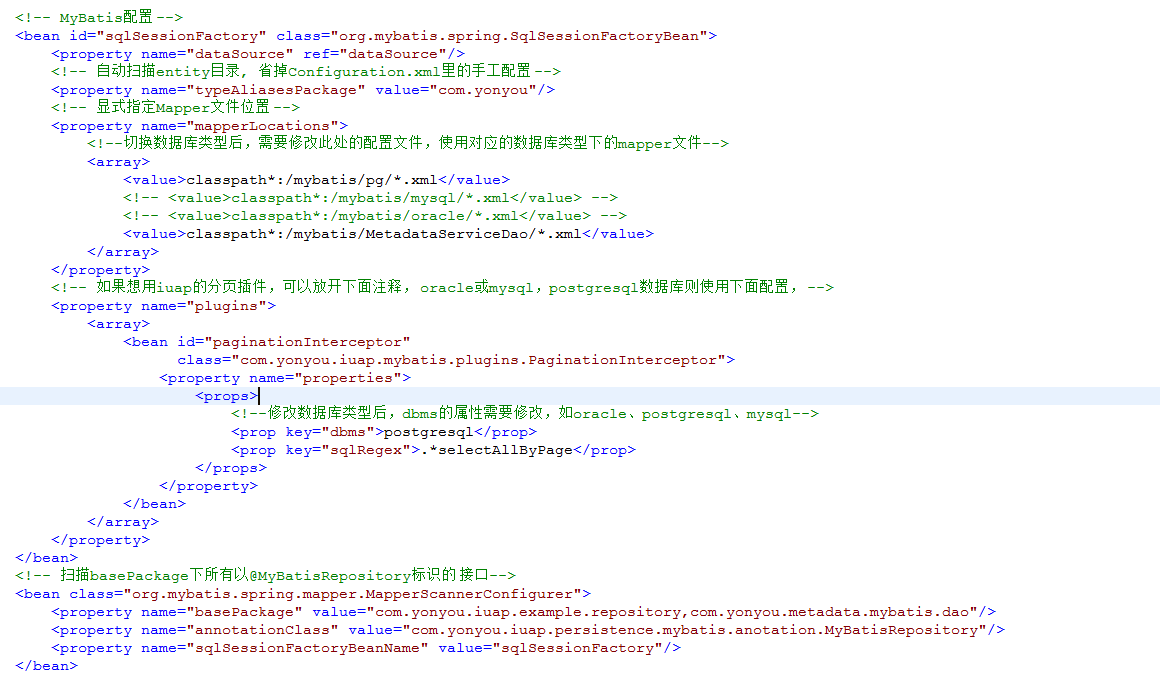 <!-- MyBatis配置 -->
<bean id="sqlSessionFactory" class="org.mybatis.spring.SqlSessionFactoryBean">
<property name="dataSource" ref="dataSource"/>
<!-- 自动扫描entity目录, 省掉Configuration.xml里的手工配置 -->
<property name="typeAliasesPackage" value="com.yonyou"/>
<!-- 显式指定Mapper文件位置 -->
<property name="mapperLocations">
<!--切换数据库类型后，需要修改此处的配置文件，使用对应的数据库类型下的mapper文件-->
<array>
<value>classpath*:/mybatis/pg/*.xml</value>
<!-- <value>classpath*:/mybatis/mysql/*.xml</value> -->
<!-- <value>classpath*:/mybatis/oracle/*.xml</value> -->
<value>classpath*:/mybatis/MetadataServiceDao/*.xml</value>
</array>
</property>
<!-- 如果想用iuap的分页插件，可以放开下面注释，oracle或mysql，postgresql数据库则使用下面配置，-->
<property name="plugins">
<array>
<bean id="paginationInterceptor"
class="com.yonyou.iuap.mybatis.plugins.PaginationInterceptor">
<property name="properties">
<props>
<!--修改数据库类型后，dbms的属性需要修改，如oracle、postgresql、mysql-->
<prop key="dbms">postgresql</prop>
<prop key="sqlRegex">.*selectAllByPage</prop>
</props>
</property>
</bean>
</array>
</property>
</bean>
<!-- 扫描basePackage下所有以@MyBatisRepository标识的 接口-->
<bean class="org.mybatis.spring.mapper.MapperScannerConfigurer">
<property name="basePackage" value="com.yonyou.iuap.example.repository,com.yonyou.metadata.mybatis.dao"/>
<property name="annotationClass" value="com.yonyou.iuap.persistence.mybatis.anotation.MyBatisRepository"/>
<property name="sqlSessionFactoryBeanName" value="sqlSessionFactory"/>
</bean>